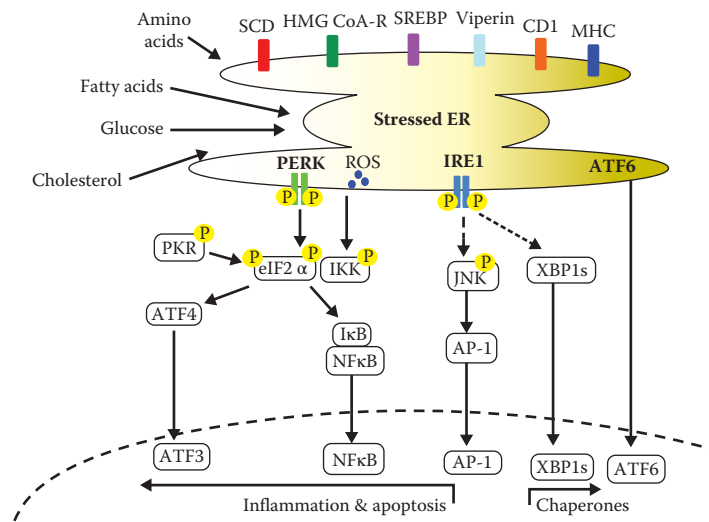 Amino
acids
SCD
HMG CoA-R
SREBP
Viperin
CD1
MHC
Fatty acids
Glucose
Cholesterol
Stressed ER
PERK
ROS
IRE1
ATF6
P
P
P
P
PKR
P
P
eIF2 α
P
IKK
P
JNK
P
XBP1s
ATF4
IκB
NFκB
AP-1
ATF3
NFκB
AP-1
XBP1s
ATF6
Inflammation & apoptosis
Chaperones